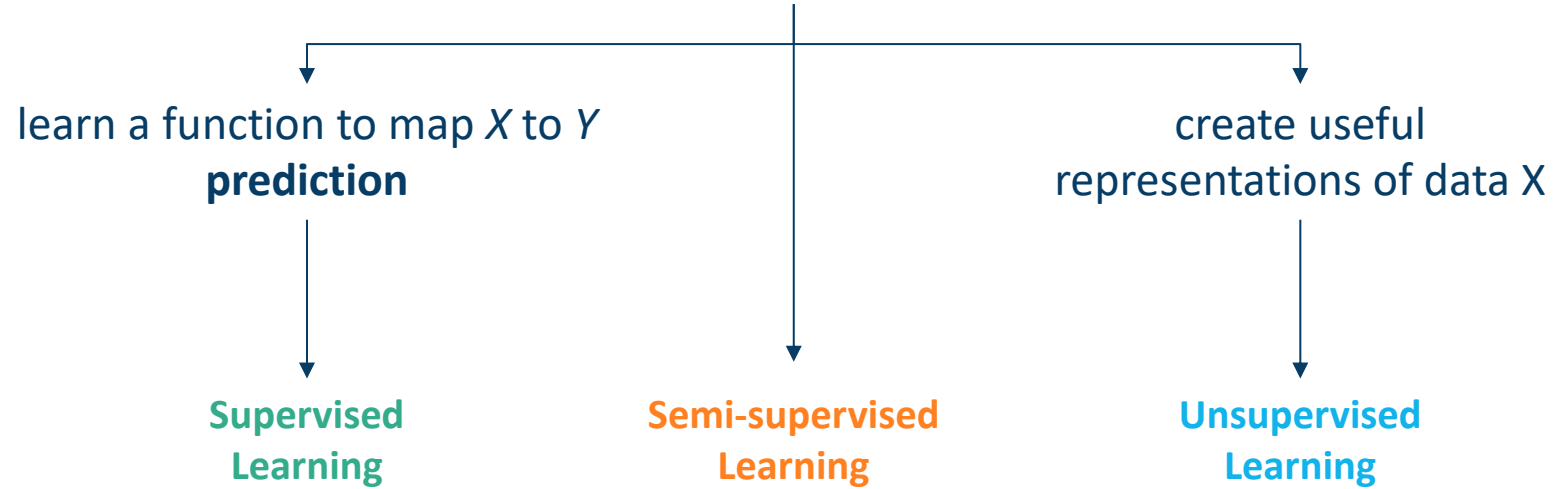 learn a function to map X to Y
prediction
create useful
representations of data X
Supervised
Learning
Semi-supervised
Learning
Unsupervised
Learning